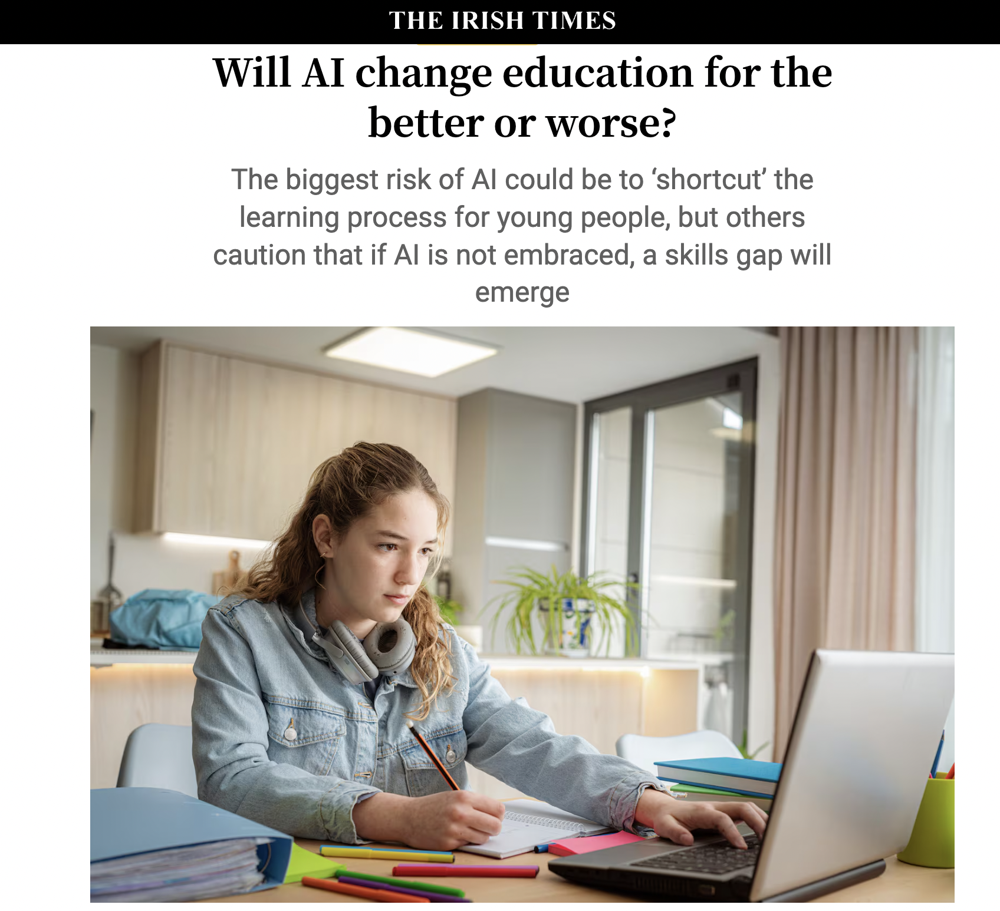 THE IRISH TIMES
Will AI change education for the
better or worse?
The biggest risk of AI could be to ‘shortcut’ the
learning process for young people, but others
caution that if AI is not embraced, a skills gap will
emerge